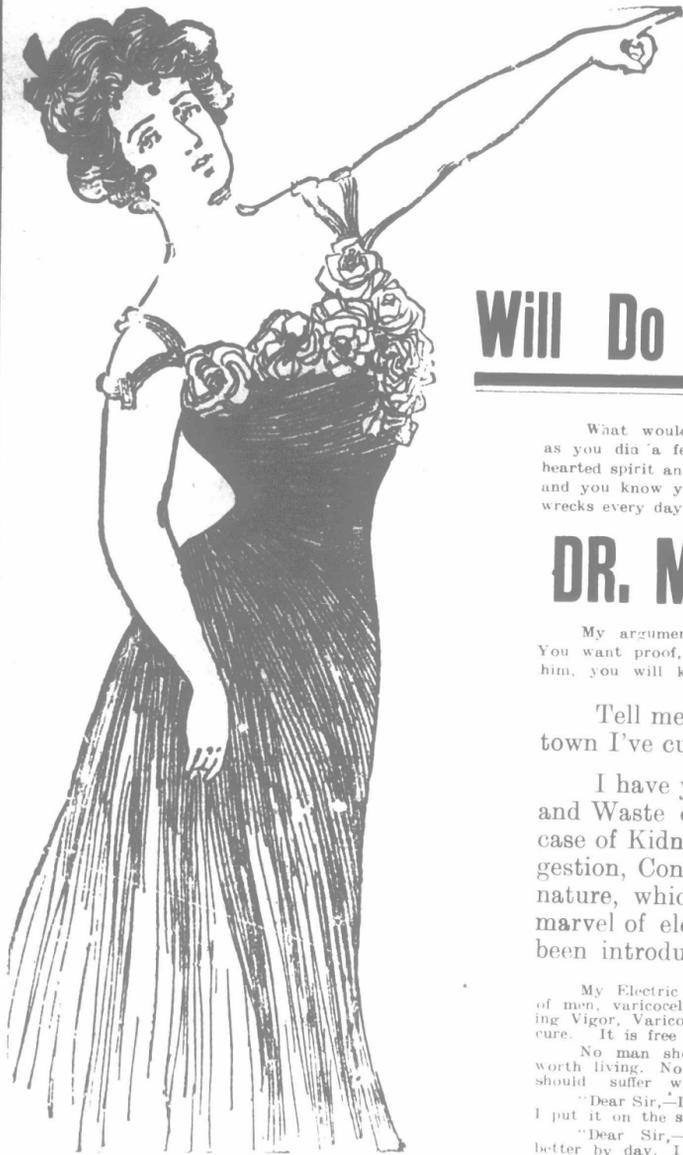 Will Do
What would
as you did a fe
hearted spirit an
and you know y
wrecks every day
DR. M
My argumen
You want proof,
him, you will k
Tell me
town I've cu
I have y
and Waste
case of Kidn
gestion, Con
nature, whic
marvel of ele
been introdu
My Electric
of men, varicocel
ing Vigor, Varico
cure. It is free
No man sho
worth living. No
should suffer w
"Dear Sir,—I
I put it on the s
"Dear Sir,—
better by day. I